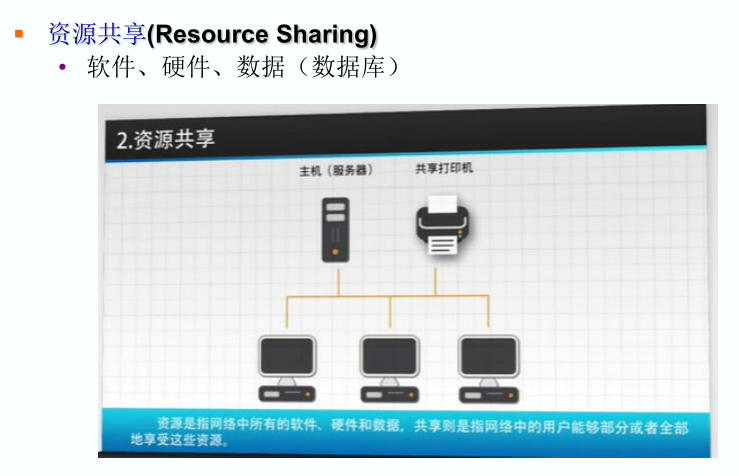 资源共享(Resource Sharing)
软件、硬件、数据（数据库）
2.资源共享
主机（服务器） 共享打印机
资源是指网络中所有的软件、硬件和数据，共享则是指网络中的用户能够部分或者全部
地享受这些资源。